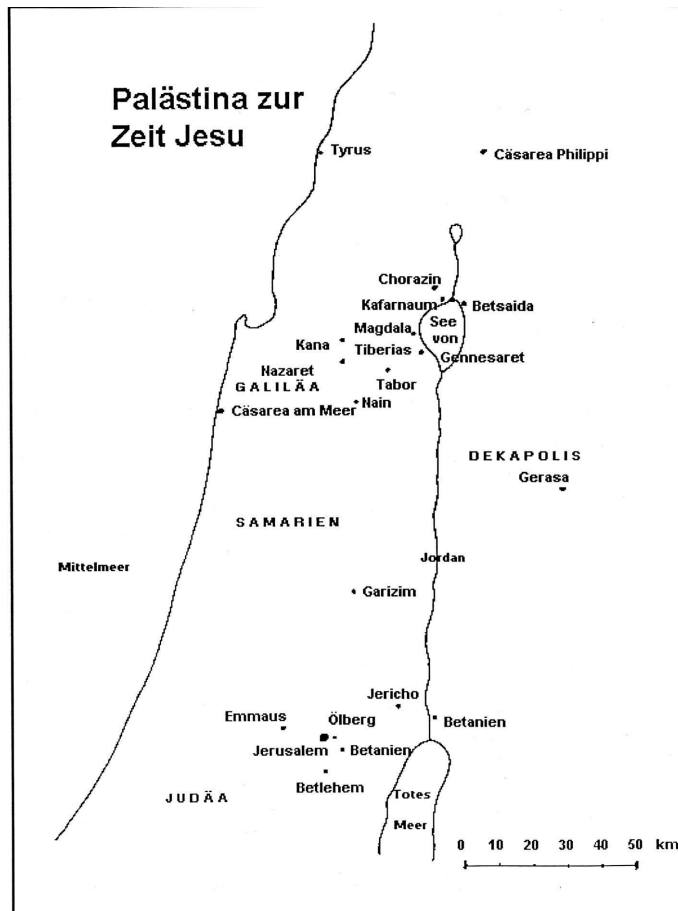 Palästina zur
Zeit Jesu
Tyrus
Cäsarea Philippi
Chorazin
Kafarnaum
Betsaida
See
von
Gennesaret
Magdala
Kana
Tiberias
Nazaret
Tabor
GALILÄA
Nain
Cäsarea am Meer
DEKAPOLIS
Gerasa
SAMARIEN
Jordan
Mittelmeer
Garizim
Jericho
Emmaus
Ölberg
Betanien
Jerusalem
Betanien
Betlehem
JUDÄA
Totes
Meer
0 10 20 30 40 50 km